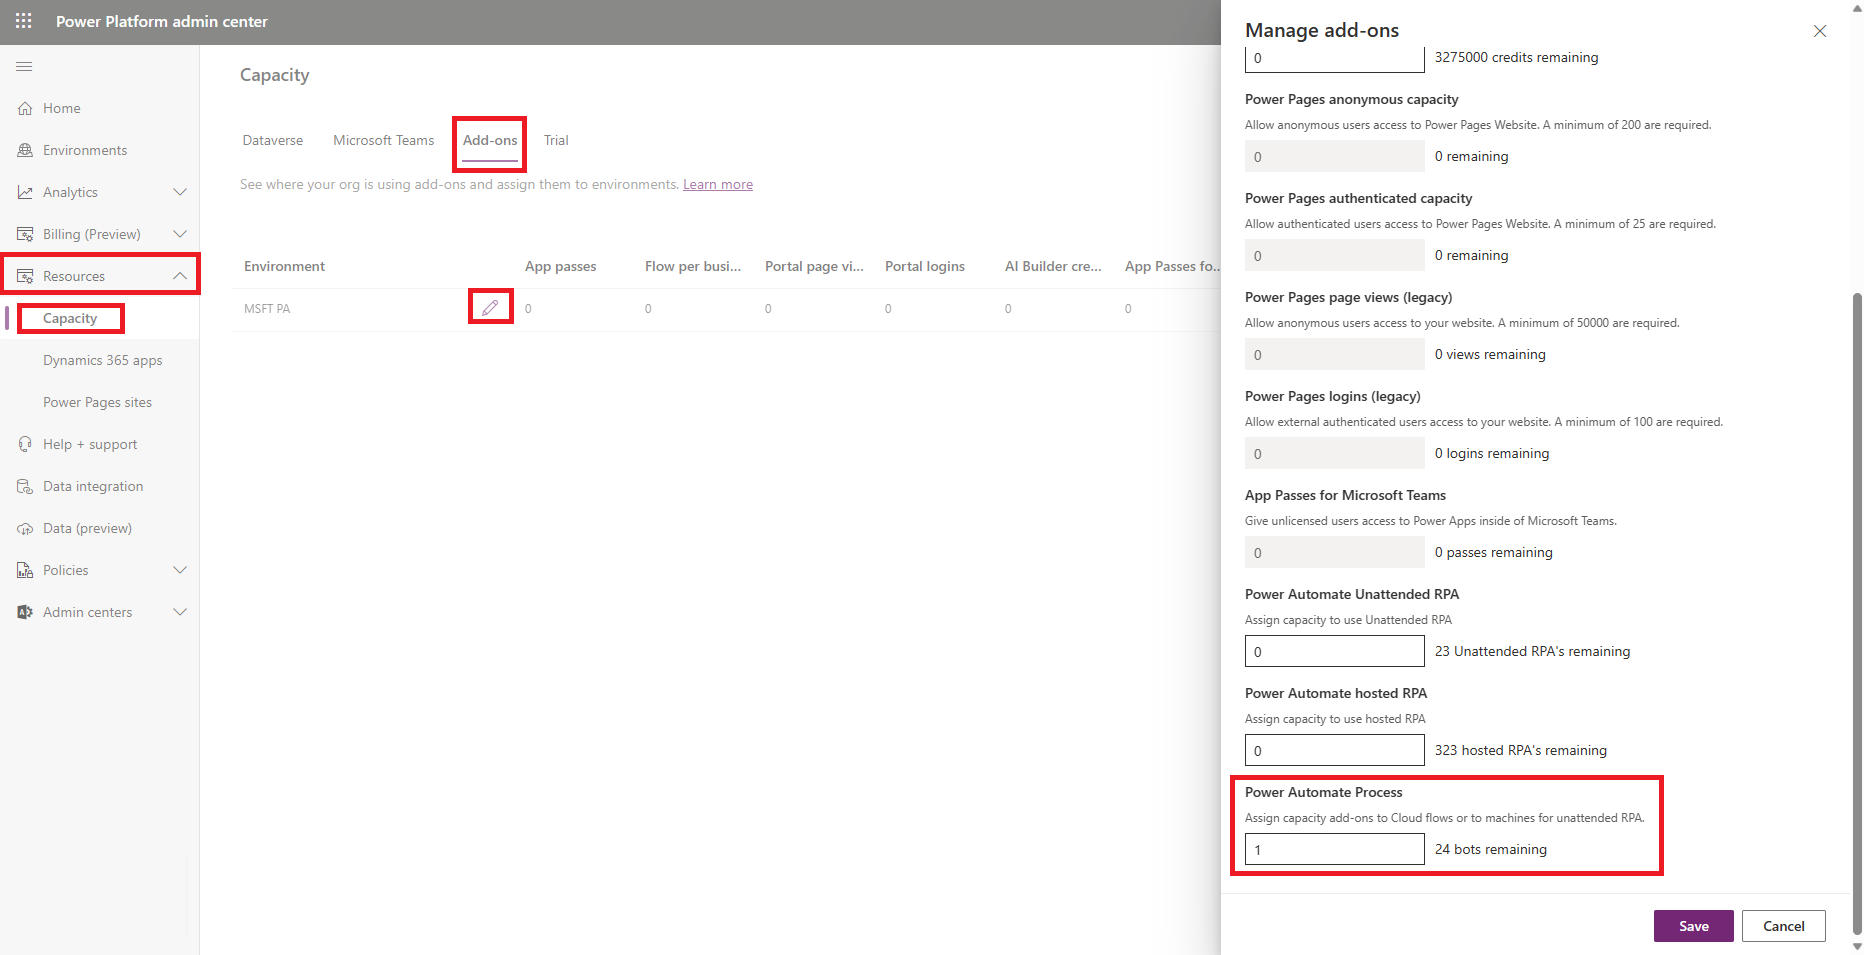 Power Platform admin center
Home
Environments
Analytics
Billing (Preview)
Resources
Capacity
Dynamics 365 apps
Power Pages sites
Help + support
Data integration
Data (preview)
Policies
Admin centers
Capacity
Dataverse Microsoft Teams Add-ons Trial
See where your org is using add-ons and assign them to environments. Learn more
Environment App passes Flow per busi... Portal page vi... Portal logins AI Builder cre... App Passes fo...
MSFT PA 0 0 0 0 0 0
Manage add-ons
0 3275000 credits remaining
Power Pages anonymous capacity
Allow anonymous users access to Power Pages Website. A minimum of 200 are required.
0 0 remaining
Power Pages authenticated capacity
Allow authenticated users access to Power Pages Website. A minimum of 25 are required.
0 0 remaining
Power Pages page views (legacy)
Allow anonymous users access to your website. A minimum of 50000 are required.
0 0 views remaining
Power Pages logins (legacy)
Allow external authenticated users access to your website. A minimum of 100 are required.
0 0 logins remaining
App Passes for Microsoft Teams
Give unlicensed users access to Power Apps inside of Microsoft Teams.
0 0 passes remaining
Power Automate Unattended RPA
Assign capacity to use Unattended RPA
0 23 Unattended RPA's remaining
Power Automate hosted RPA
Assign capacity to use hosted RPA
0 323 hosted RPA's remaining
Power Automate Process
Assign capacity add-ons to Cloud flows or to machines for unattended RPA.
1 24 bots remaining
Save Cancel